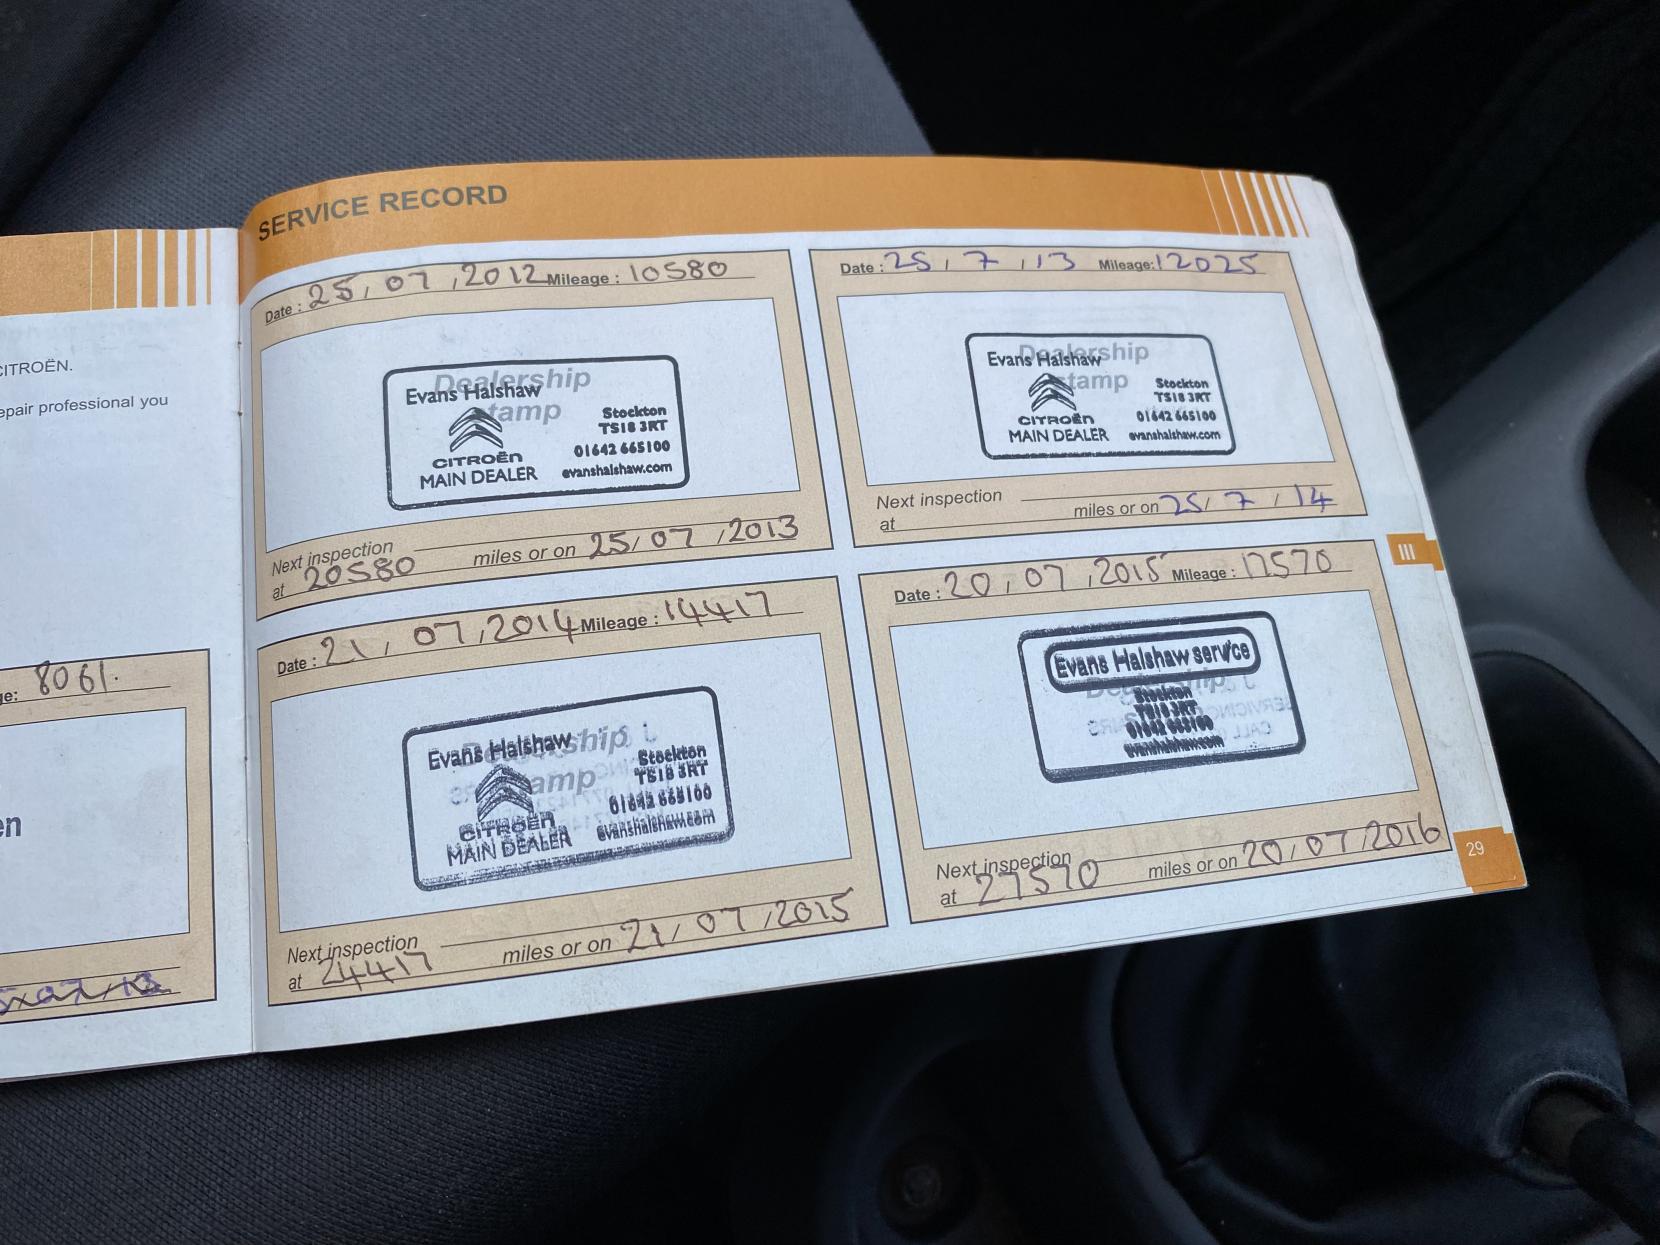 CITROËN.
epair professional you
8061.
en
SERVICE RECORD
Date : 25 / 07 / 2012 Mileage : 10580
Dealership
stamp
Evans Halshaw
CITROËN
MAIN DEALER
Stockton
TS18 3RT
01642 665100
evanshalshaw.com
Next inspection
at 20580 miles or on 25 / 07 / 2013
Date : 25 / 7 / 13 Mileage: 12025
Dealership
stamp
Evans Halshaw
CITROËN
MAIN DEALER
Stockton
TS18 3RT
01642 665100
evanshalshaw.com
Next inspection
at miles or on 25 / 7 / 14
Date : 21 / 07 / 2014 Mileage : 14417
Dealership
stamp
Evans Halshaw
CITROËN
MAIN DEALER
Stockton
TS18 3RT
01642 665100
evanshalshaw.com
Next inspection
at 24417 miles or on 21 / 07 / 2015
Date : 20 / 07 / 2015 Mileage : 17570
Dealership
Evans Halshaw service
Stockton
TS18 3RT
01642 665100
evanshalshaw.com
Next inspection
at 27570 miles or on 20 / 07 / 2016
III
29